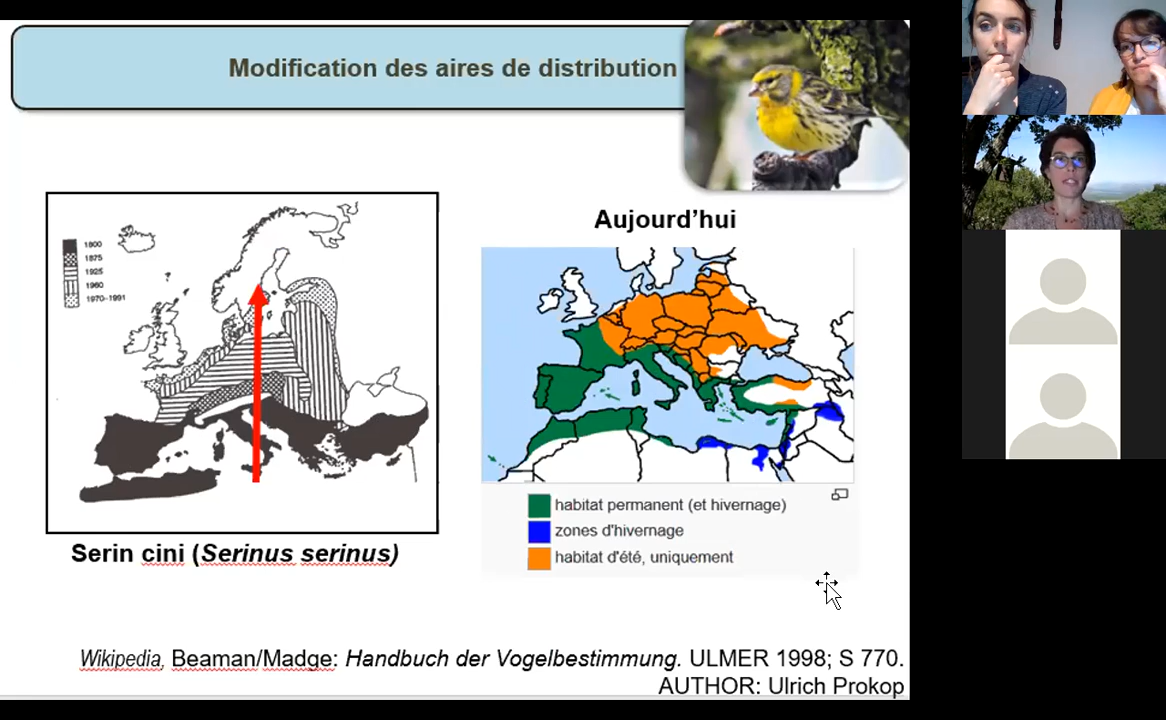 Modification des aires de distribution
1800
1875
1925
1960
1970-1991
Aujourd'hui
habitat permanent (et hivernage)
zones d'hivernage
habitat d'été, uniquement
Serin cini (Serinus serinus)
Wikipedia, Beaman/Madge: Handbuch der Vogelbestimmung. ULMER 1998; S 770.
AUTHOR: Ulrich Prokop